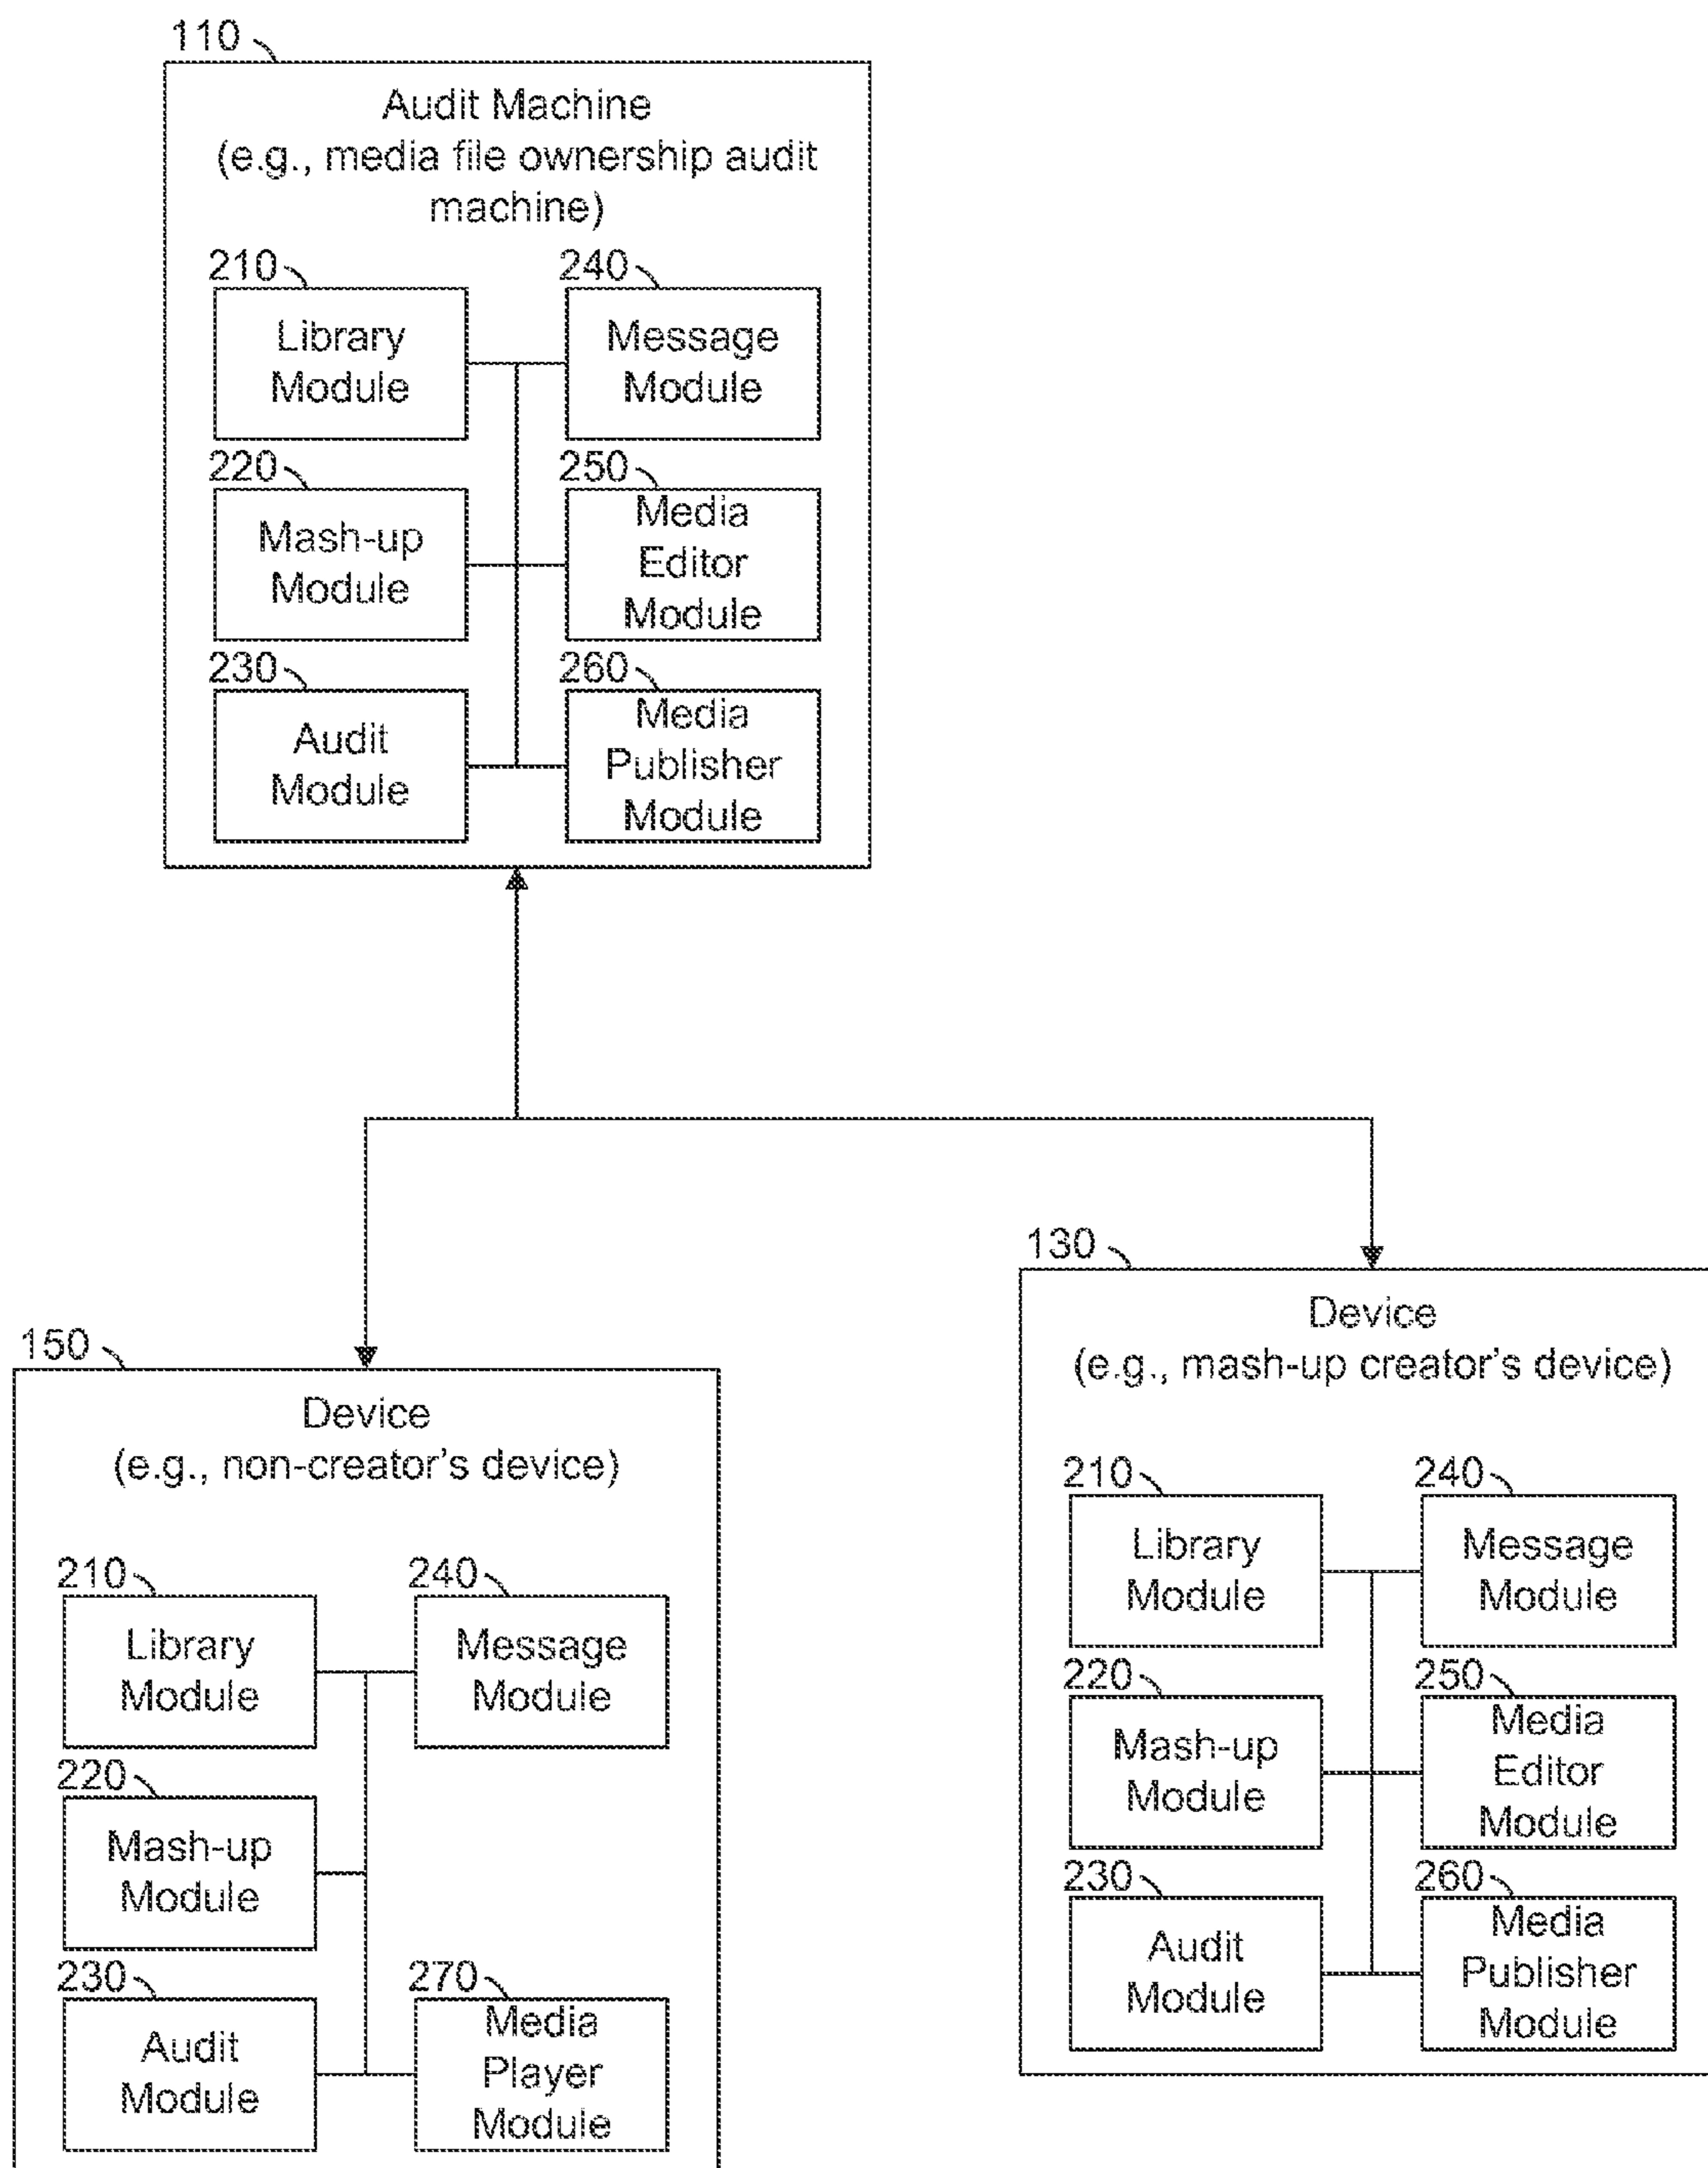 110
Audit Machine
(e.g., media file ownership audit
machine)
210
Library
Module
240
Message
Module
220
Mash-up
Module
250
Media
Editor
Module
230
Audit
Module
260
Media
Publisher
Module
150
Device
(e.g., non-creator's device)
210
Library
Module
240
Message
Module
220
Mash-up
Module
230
Audit
Module
270
Media
Player
Module
130
Device
(e.g., mash-up creator's device)
210
Library
Module
240
Message
Module
220
Mash-up
Module
250
Media
Editor
Module
230
Audit
Module
260
Media
Publisher
Module